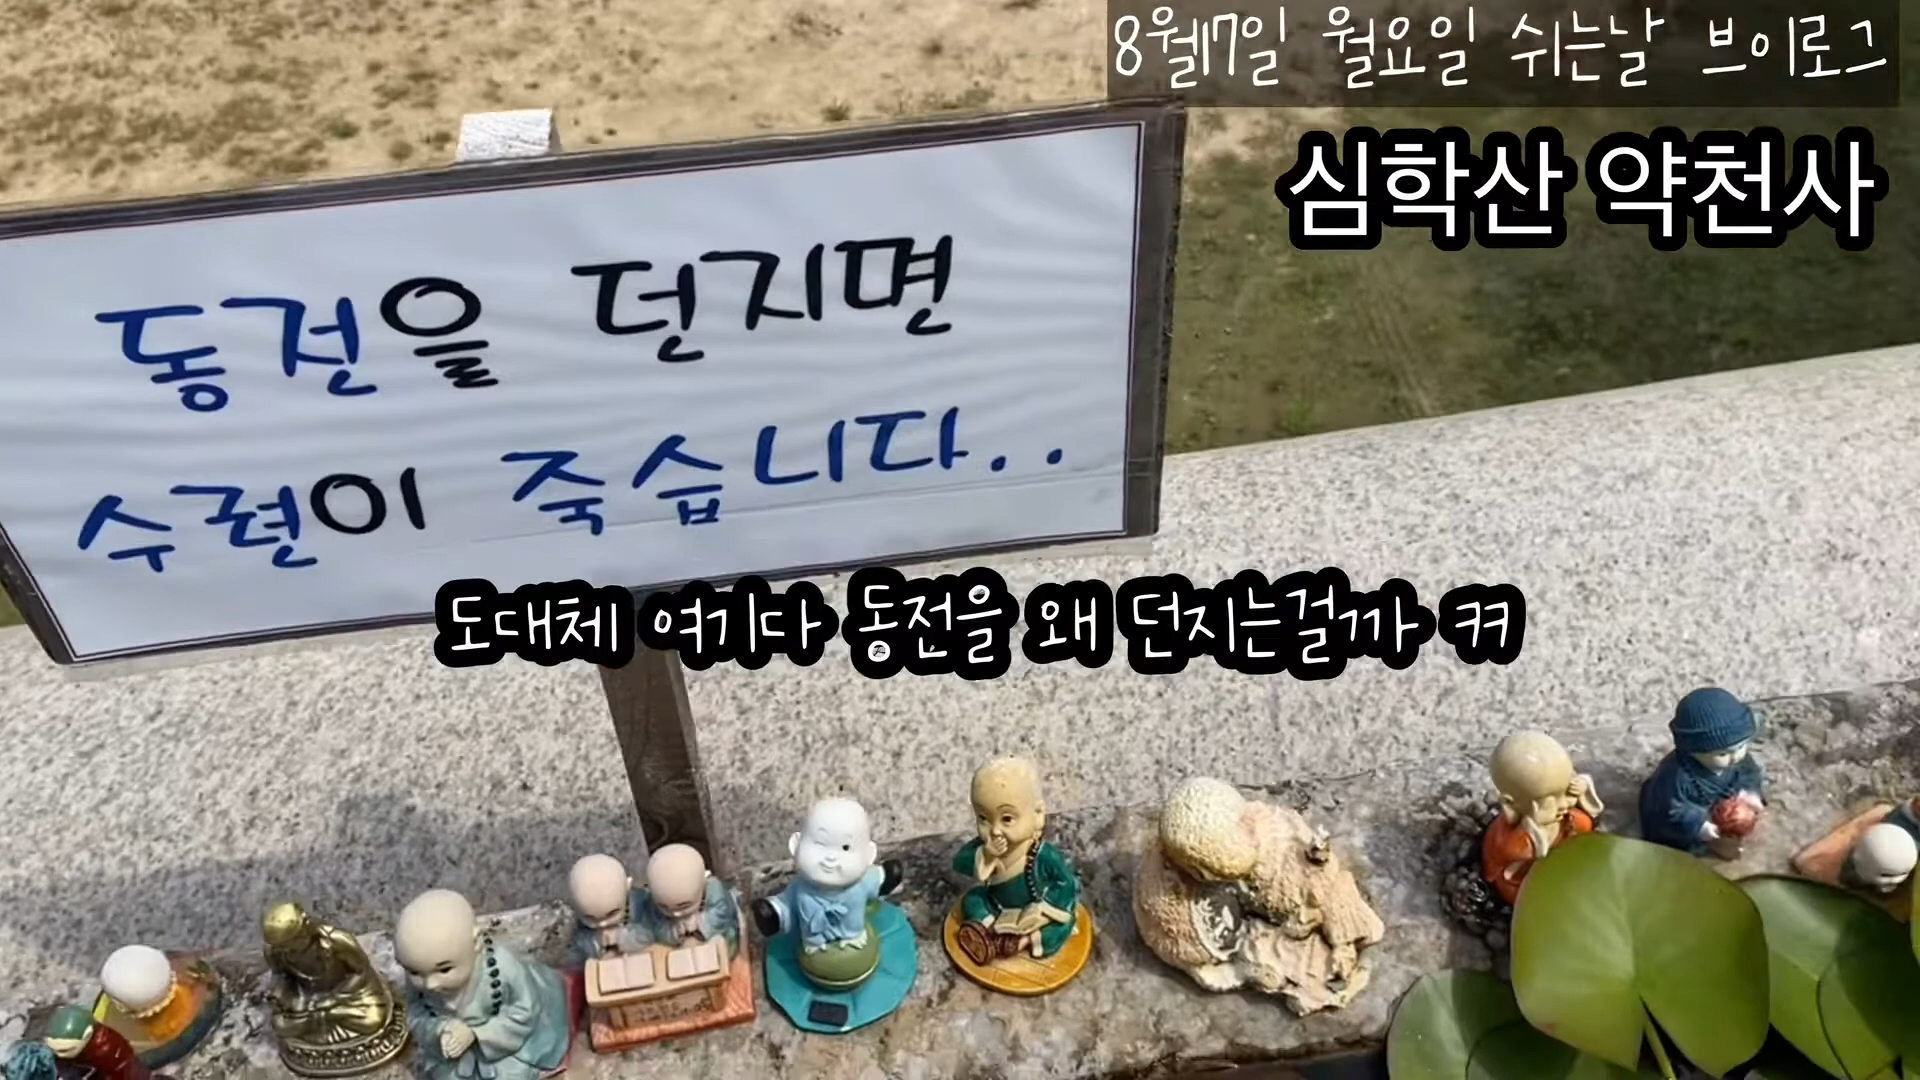 8월17일 월요일 쉬는날 브이로그
심학산 약천사
동전을 던지면
수련이 죽습니다..
도대체 여기다 동전을 왜 던지는걸까 ㅋㅋ